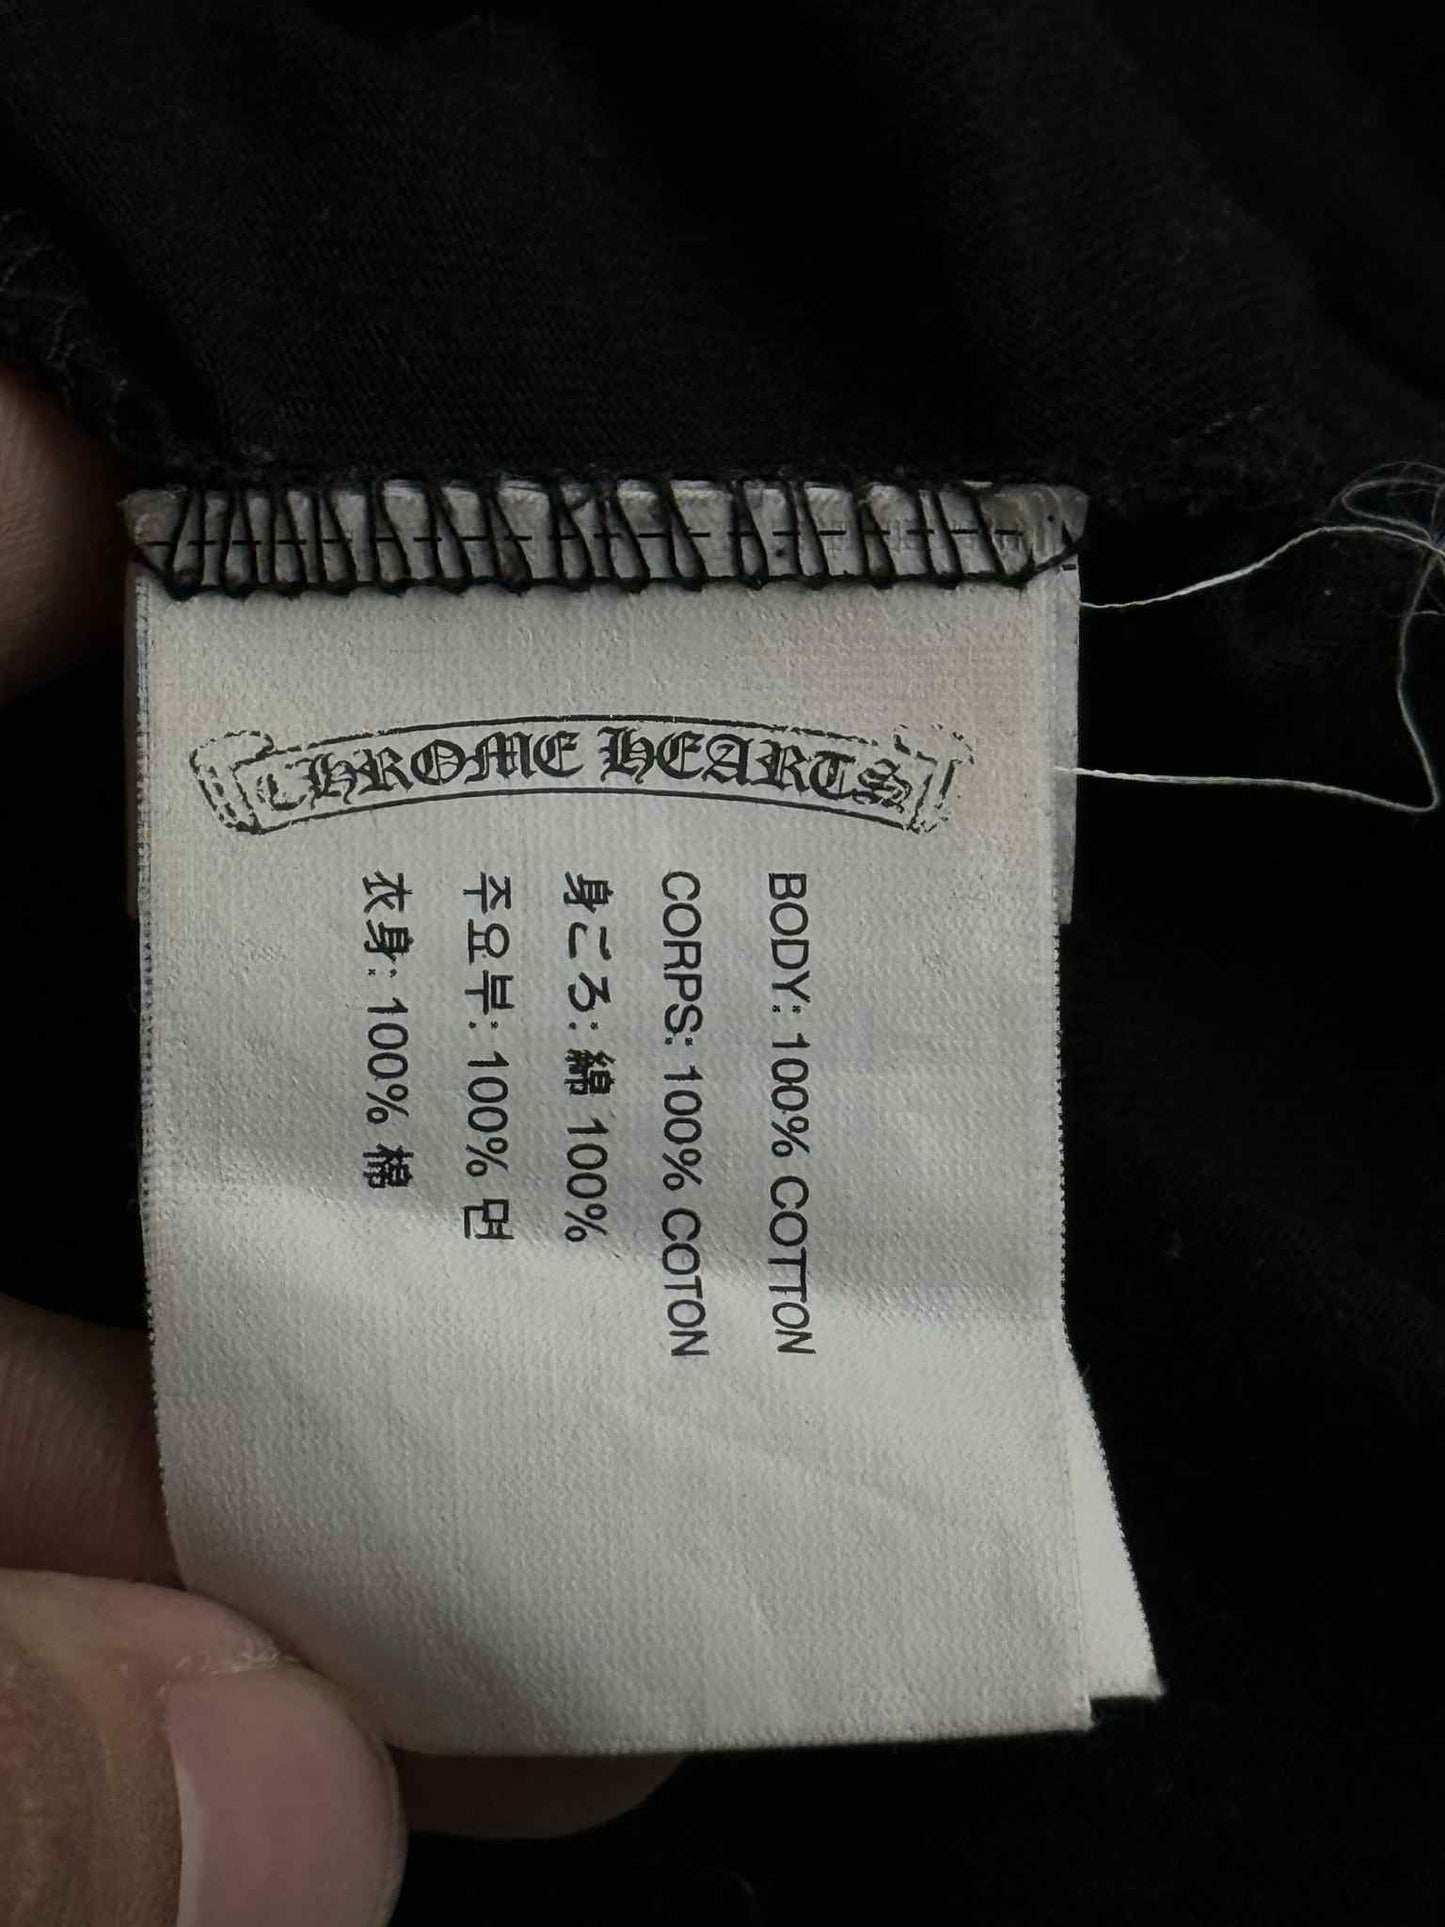 CHROME HEARTS
BODY: 100% COTTON
CORPS: 100% COTON
身ごろ: 綿 100%
주요부: 100% 면
衣身: 100% 棉